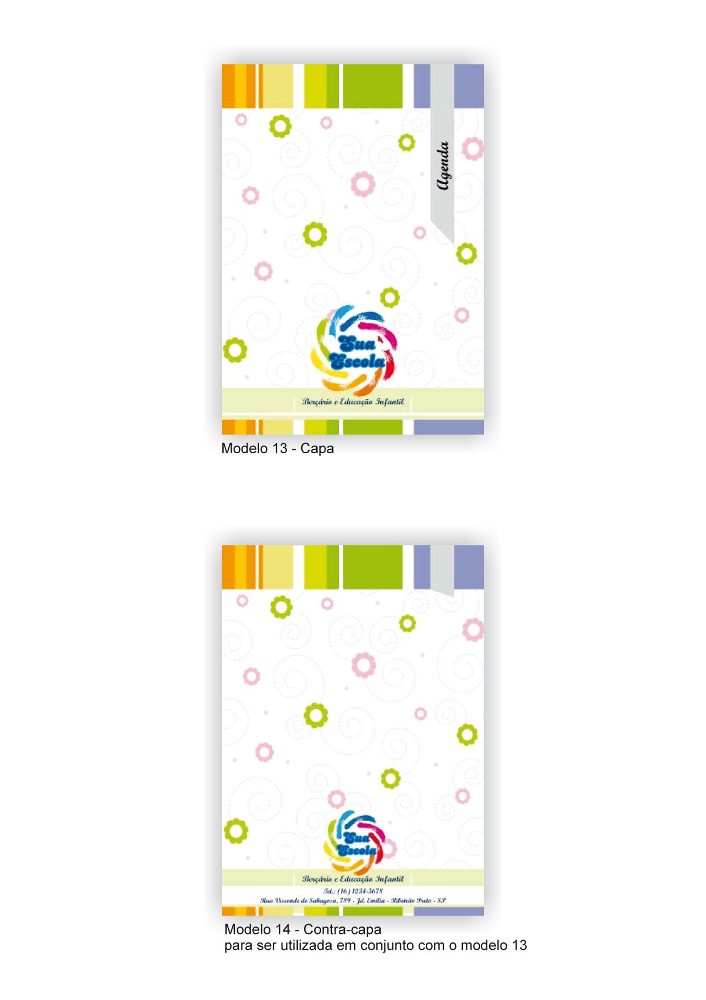 Agenda
Sua
Escola
Berçário e Educação Infantil
Modelo 13 - Capa
Sua
Escola
Berçário e Educação Infantil
Tel.: (16) 1234-5678
Rua Visconde de Sabugosa, 789 - Jd. Emília - Ribeirão Preto - SP
Modelo 14 - Contra-capa
para ser utilizada em conjunto com o modelo 13